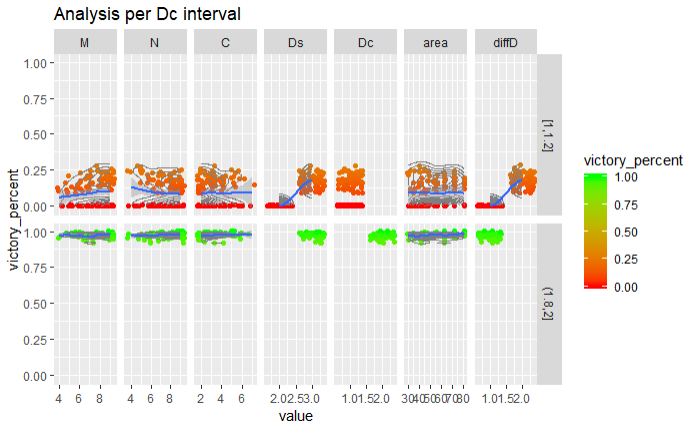 Analysis per Dc interval
M N C Ds Dc area diffD
1.00
0.75
0.50
0.25
0.00
[1,1.2]
1.00
0.75
0.50
0.25
0.00
(1.8,2]
victory_percent
4 6 8 4 6 8 2 4 6 2.02.53.0 1.01.52.0 304050607080 1.01.52.0
value
victory_percent
1.00
0.75
0.50
0.25
0.00